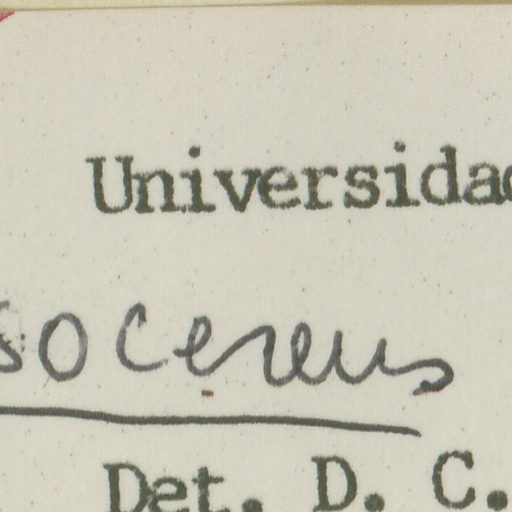 Universidad
socereus
Det. D. C.